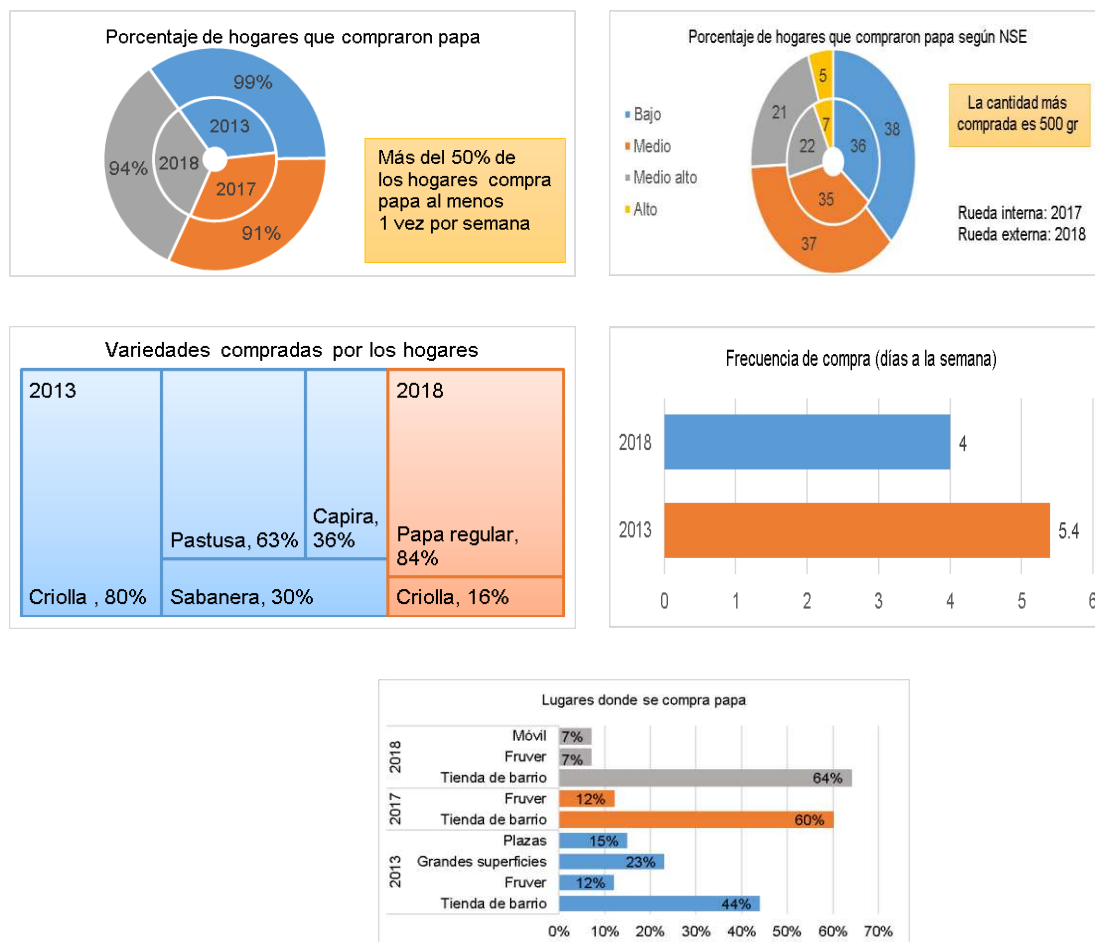 Porcentaje de hogares que compraron papa
99%
2013
94%
2018
2017
91%
Más del 50% de
los hogares compra
papa al menos
1 vez por semana
Porcentaje de hogares que compraron papa según NSE
Bajo
Medio
Medio alto
Alto
5
7
21
22
36
38
35
37
La cantidad más
comprada es 500 gr
Rueda interna: 2017
Rueda externa: 2018
Variedades compradas por los hogares
2013
2018
Pastusa, 63%
Capira,
36%
Papa regular,
84%
Criolla , 80%
Sabanera, 30%
Criolla, 16%
Frecuencia de compra (días a la semana)
2018
4
2013
5.4
0 1 2 3 4 5 6
Lugares donde se compra papa
2018
Móvil 7%
Fruver 7%
Tienda de barrio 64%
2017
Fruver 12%
Tienda de barrio 60%
2013
Plazas 15%
Grandes superficies 23%
Fruver 12%
Tienda de barrio 44%
0% 10% 20% 30% 40% 50% 60% 70%